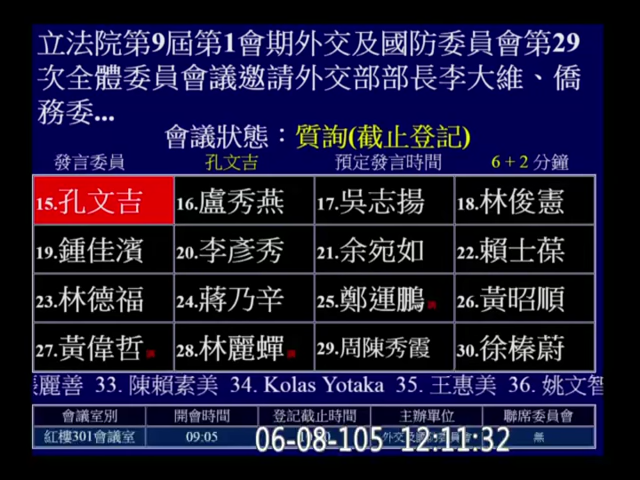 立法院第9屆第1會期外交及國防委員會第29
次全體委員會議邀請外交部部長李大維、僑
務委...
會議狀態：質詢(截止登記)
發言委員 孔文吉 預定發言時間 6 + 2 分鐘
15.孔文吉 16.盧秀燕 17.吳志揚 18.林俊憲
19.鍾佳濱 20.李彥秀 21.余宛如 22.賴士葆
23.林德福 24.蔣乃辛 25.鄭運鵬 26.黃昭順
27.黃偉哲 28.林麗蟬 29.周陳秀霞 30.徐榛蔚
麗善 33. 陳賴素美 34. Kolas Yotaka 35. 王惠美 36. 姚文智
會議室別 開會時間 登記截止時間 主辦單位 聯席委員會
紅樓301會議室 09:05 無
06-08-105 12:11:32